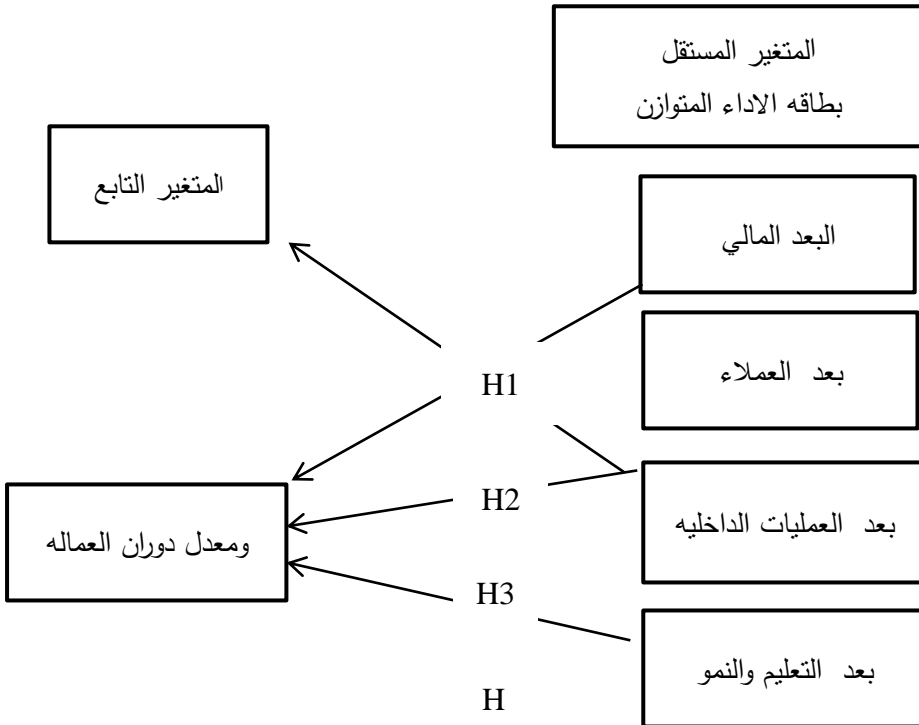 المتغير المستقل
بطاقه الاداء المتوازن
المتغير التابع
البعد المالي
بعد العملاء
H1
بعد العمليات الداخليه
H2
ومعدل دوران العماله
H3
بعد التعليم والنمو
H